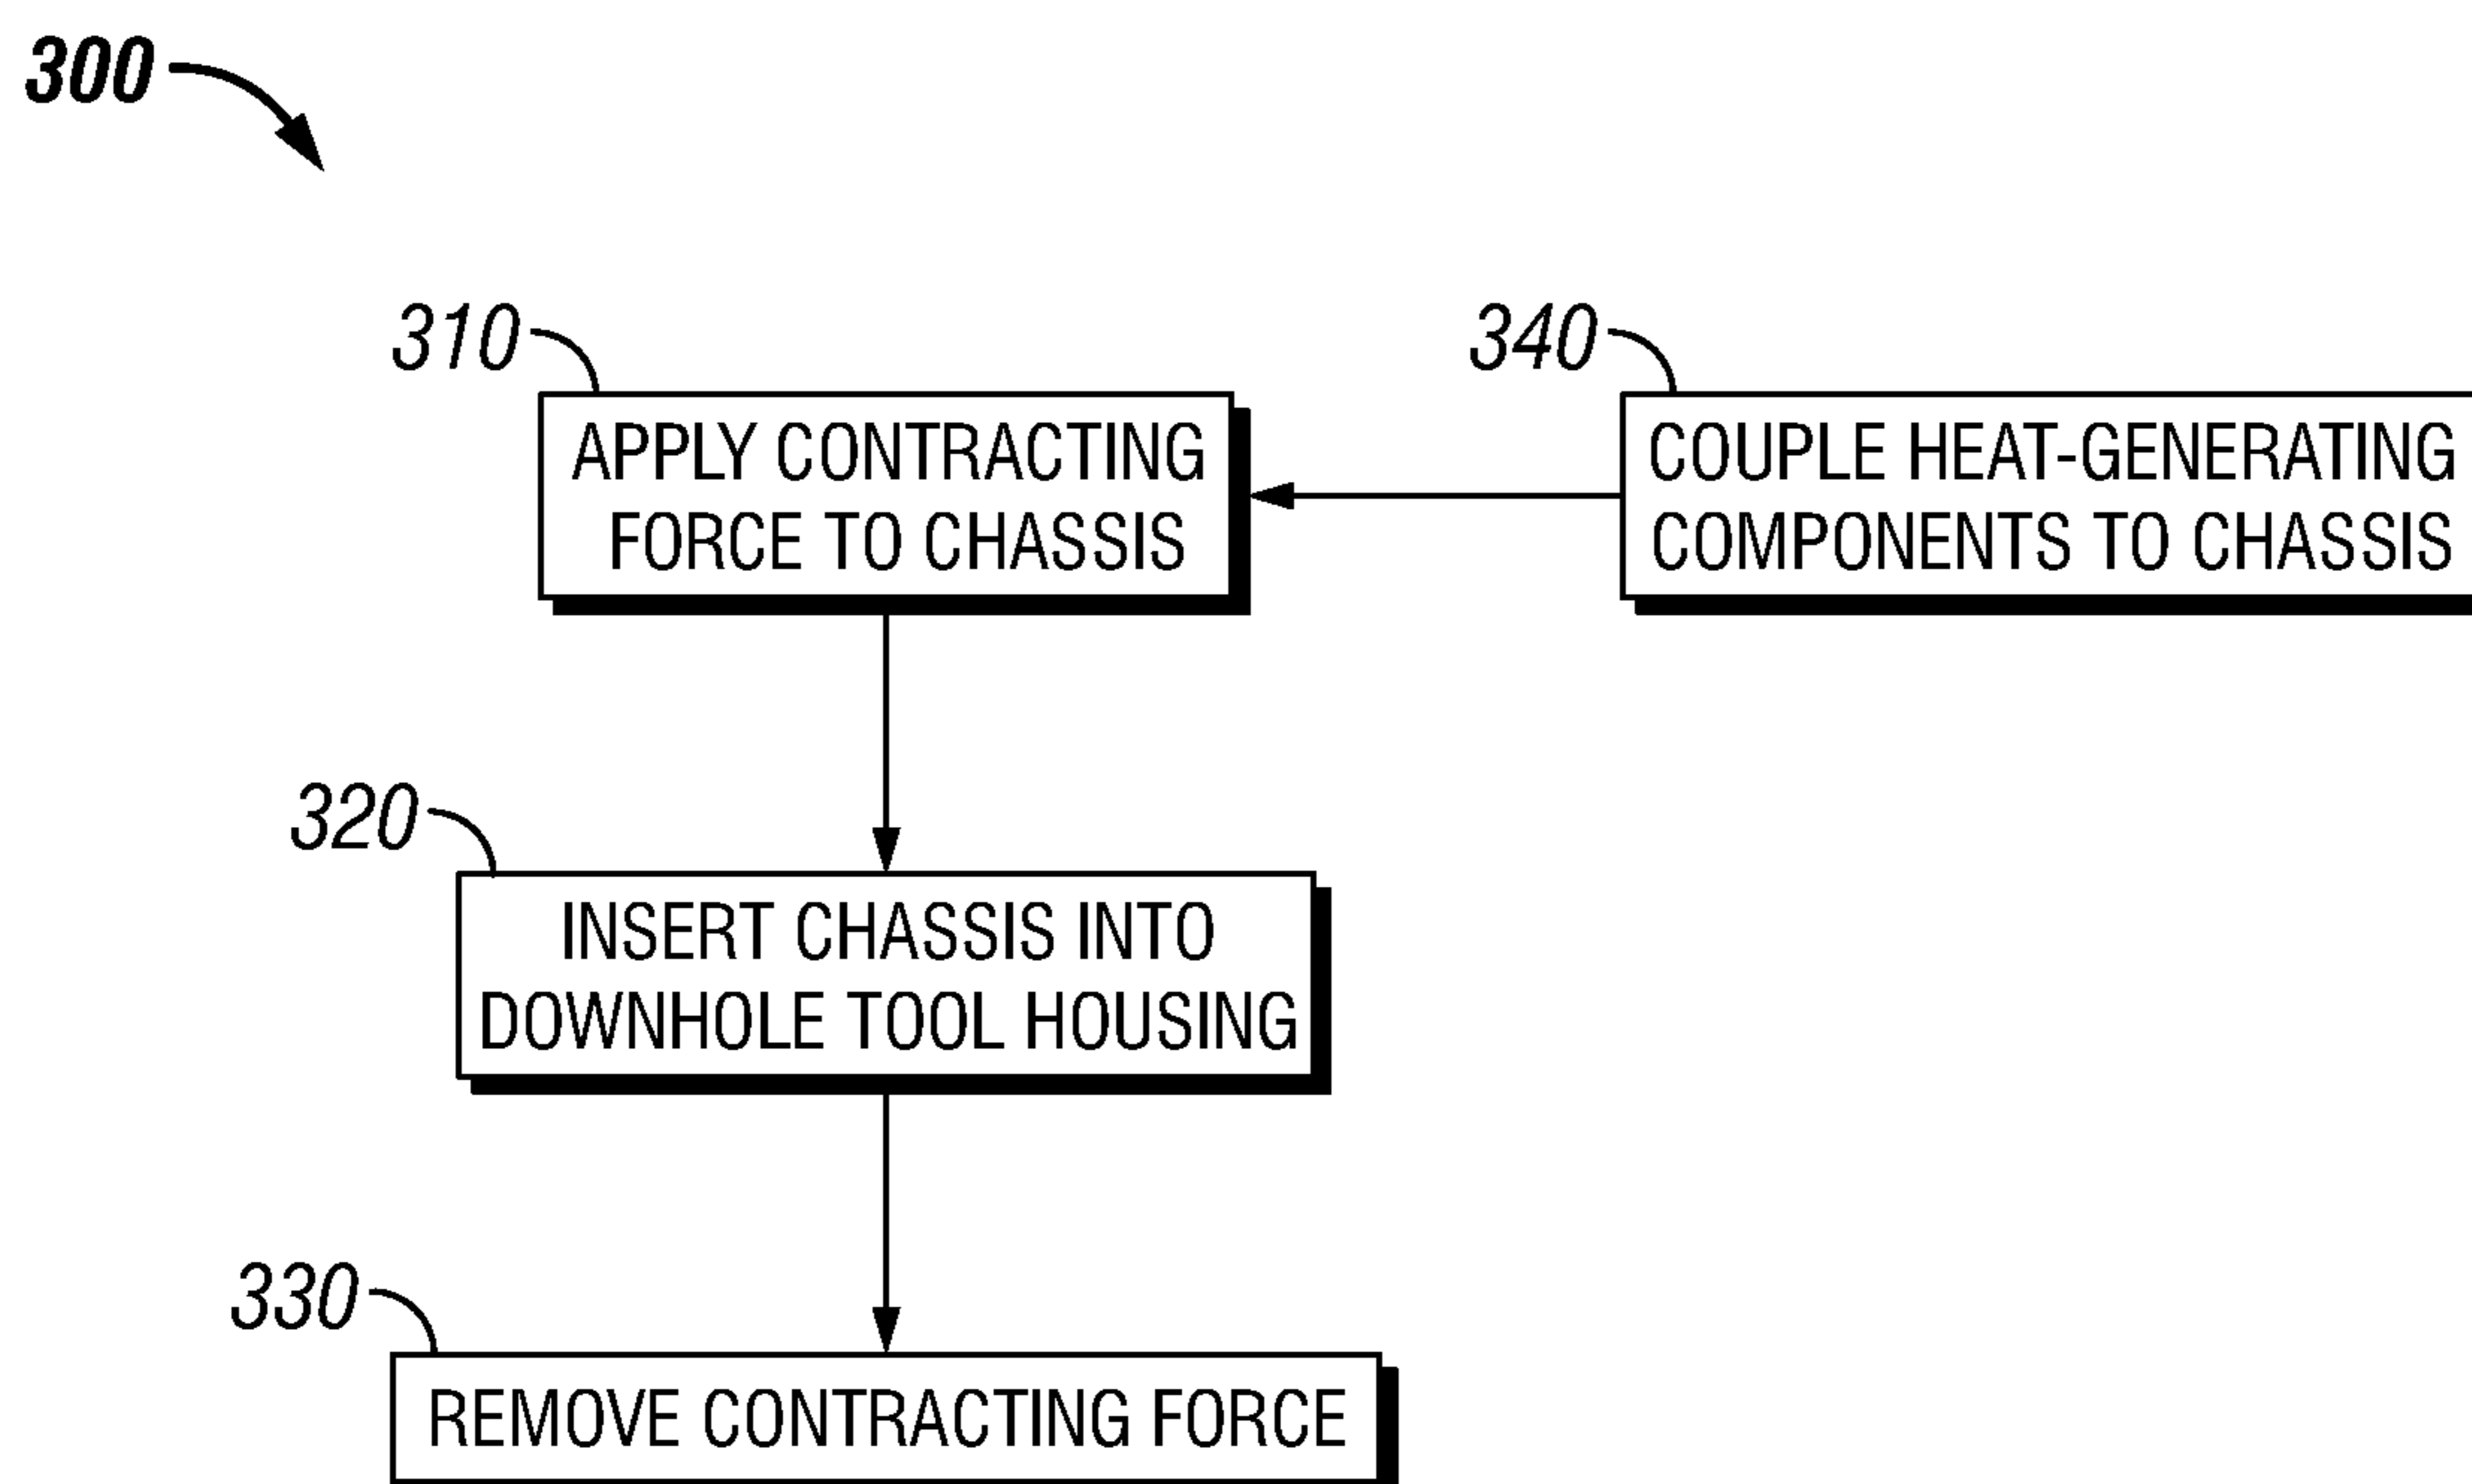 300
310
APPLY CONTRACTING
FORCE TO CHASSIS
340
COUPLE HEAT-GENERATING
COMPONENTS TO CHASSIS
320
INSERT CHASSIS INTO
DOWNHOLE TOOL HOUSING
330
REMOVE CONTRACTING FORCE